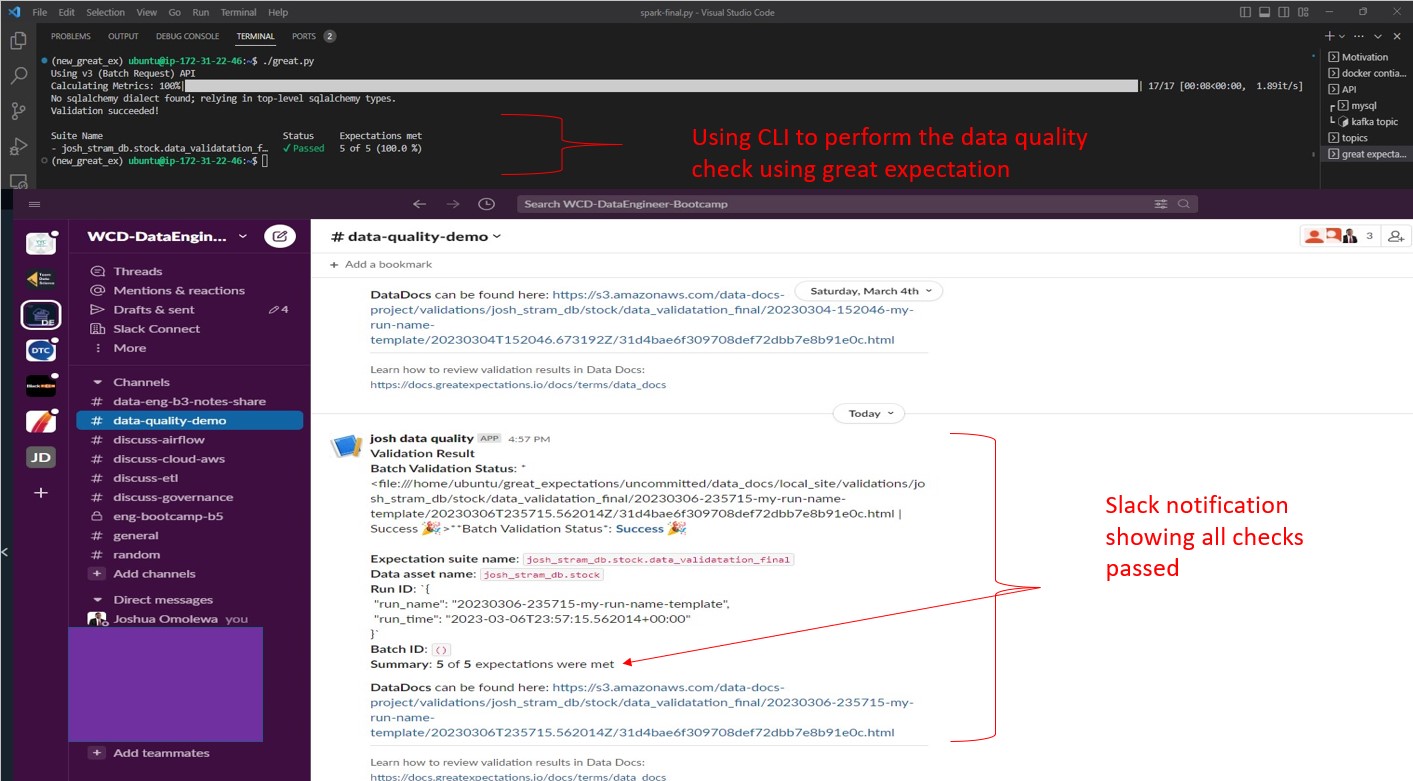 File Edit Selection View Go Run Terminal Help
spark-final.py - Visual Studio Code
PROBLEMS OUTPUT DEBUG CONSOLE TERMINAL PORTS 2
(new_great_ex) ubuntu@ip-172-31-22-46:~$ ./great.py
Using v3 (Batch Request) API
Calculating Metrics: 100%| | 17/17 [00:08<00:00, 1.89it/s]
No sqlalchemy dialect found; relying in top-level sqlalchemy types.
Validation succeeded!
Suite Name Status Expectations met
- josh_stram_db.stock.data_validatation_f… ✓Passed 5 of 5 (100.0 %)
(new_great_ex) ubuntu@ip-172-31-22-46:~$
Motivation
docker contia...
API
mysql
kafka topic
topics
great expecta...
Using CLI to perform the data quality
check using great expectation
Search WCD-DataEngineer-Bootcamp
DE
DTC
JD
WCD-DataEngin...
Threads
Mentions & reactions
Drafts & sent 4
Slack Connect
More
Channels
# data-eng-b3-notes-share
# data-quality-demo
# discuss-airflow
# discuss-cloud-aws
# discuss-etl
# discuss-governance
eng-bootcamp-b5
# general
# random
+ Add channels
Direct messages
Joshua Omolewa you
+ Add teammates
# data-quality-demo
3
+ Add a bookmark
Saturday, March 4th
DataDocs can be found here: https://s3.amazonaws.com/data-docs-
project/validations/josh_stram_db/stock/data_validatation_final/20230304-152046-my-
run-name-
template/20230304T152046.673192Z/31d4bae6f309708def72dbb7e8b91e0c.html
Learn how to review validation results in Data Docs:
https://docs.greatexpectations.io/docs/terms/data_docs
Today
josh data quality APP 4:57 PM
Validation Result
Batch Validation Status: *
<file:///home/ubuntu/great_expectations/uncommitted/data_docs/local_site/validations/jo
sh_stram_db/stock/data_validatation_final/20230306-235715-my-run-name-
template/20230306T235715.562014Z/31d4bae6f309708def72dbb7e8b91e0c.html |
Success 🎉>*"Batch Validation Status": Success 🎉
Expectation suite name: josh_stram_db.stock.data_validatation_final
Data asset name: josh_stram_db.stock
Run ID: `{
"run_name": "20230306-235715-my-run-name-template",
"run_time": "2023-03-06T23:57:15.562014+00:00"
}`
Batch ID: ()
Summary: 5 of 5 expectations were met
DataDocs can be found here: https://s3.amazonaws.com/data-docs-
project/validations/josh_stram_db/stock/data_validatation_final/20230306-235715-my-
run-name-
template/20230306T235715.562014Z/31d4bae6f309708def72dbb7e8b91e0c.html
Learn how to review validation results in Data Docs:
https://docs.greatexpectations.io/docs/terms/data_docs
Slack notification
showing all checks
passed